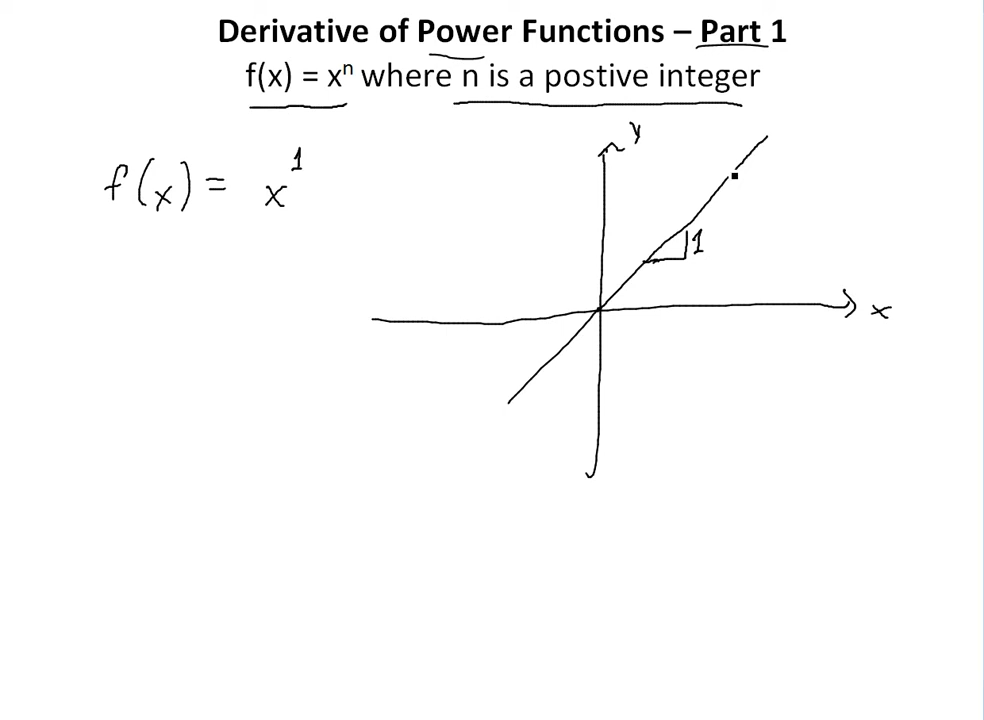 Derivative of Power Functions – Part 1
f(x) = xⁿ where n is a postive integer
f(x) = x¹
y
1
x